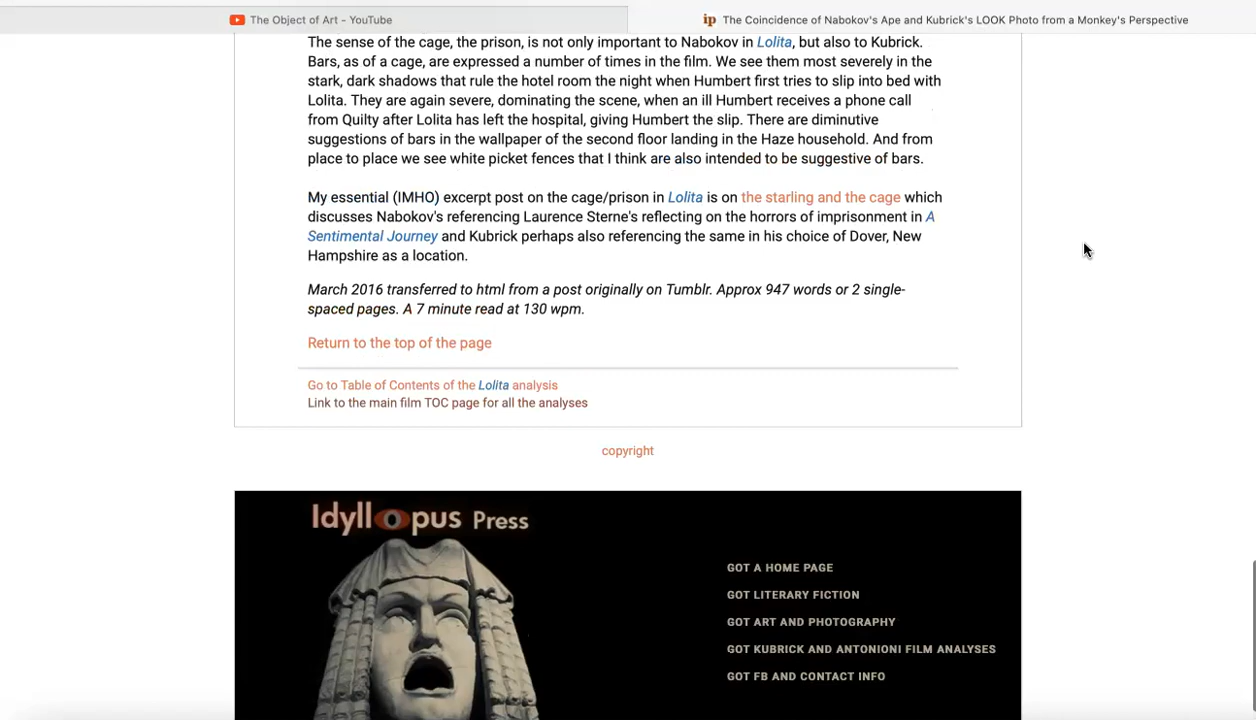 The Object of Art - YouTube
ip The Coincidence of Nabokov's Ape and Kubrick's LOOK Photo from a Monkey's Perspective
The sense of the cage, the prison, is not only important to Nabokov in Lolita, but also to Kubrick.
Bars, as of a cage, are expressed a number of times in the film. We see them most severely in the
stark, dark shadows that rule the hotel room the night when Humbert first tries to slip into bed with
Lolita. They are again severe, dominating the scene, when an ill Humbert receives a phone call
from Quilty after Lolita has left the hospital, giving Humbert the slip. There are diminutive
suggestions of bars in the wallpaper of the second floor landing in the Haze household. And from
place to place we see white picket fences that I think are also intended to be suggestive of bars.
My essential (IMHO) excerpt post on the cage/prison in Lolita is on the starling and the cage which
discusses Nabokov's referencing Laurence Sterne's reflecting on the horrors of imprisonment in A
Sentimental Journey and Kubrick perhaps also referencing the same in his choice of Dover, New
Hampshire as a location.
March 2016 transferred to html from a post originally on Tumblr. Approx 947 words or 2 single-
spaced pages. A 7 minute read at 130 wpm.
Return to the top of the page
Go to Table of Contents of the Lolita analysis
Link to the main film TOC page for all the analyses
copyright
Idyllopus Press
GOT A HOME PAGE
GOT LITERARY FICTION
GOT ART AND PHOTOGRAPHY
GOT KUBRICK AND ANTONIONI FILM ANALYSES
GOT FB AND CONTACT INFO